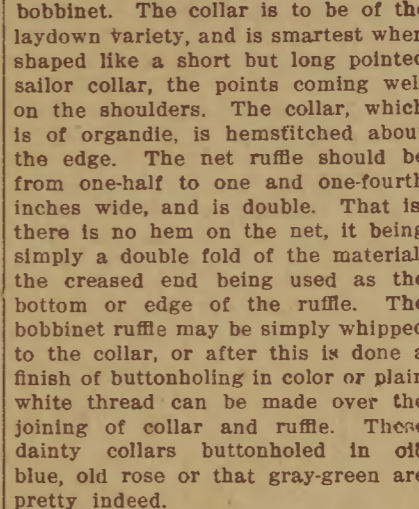 bobbinet. The collar is to be of the
laydown variety, and is smartest when
shaped like a short but long pointed
sailor collar, the points coming well
on the shoulders. The collar, which
is of organdie, is hemstitched about
the edge. The net ruffle should be
from one-half to one and one-fourth
inches wide, and is double. That is,
there is no hem on the net, it being
simply a double fold of the material,
the creased end being used as the
bottom or edge of the ruffle. The
bobbinet ruffle may be simply whipped
to the collar, or after this is done a
finish of buttonholing in color or plain
white thread can be made over the
joining of collar and ruffle. These
dainty collars buttonholed in
blue, old rose or that gray-green are
pretty indeed.